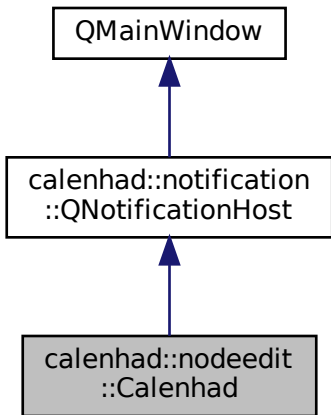 QMainWindow
calenhad::notification
::QNotificationHost
calenhad::nodeedit
::Calenhad